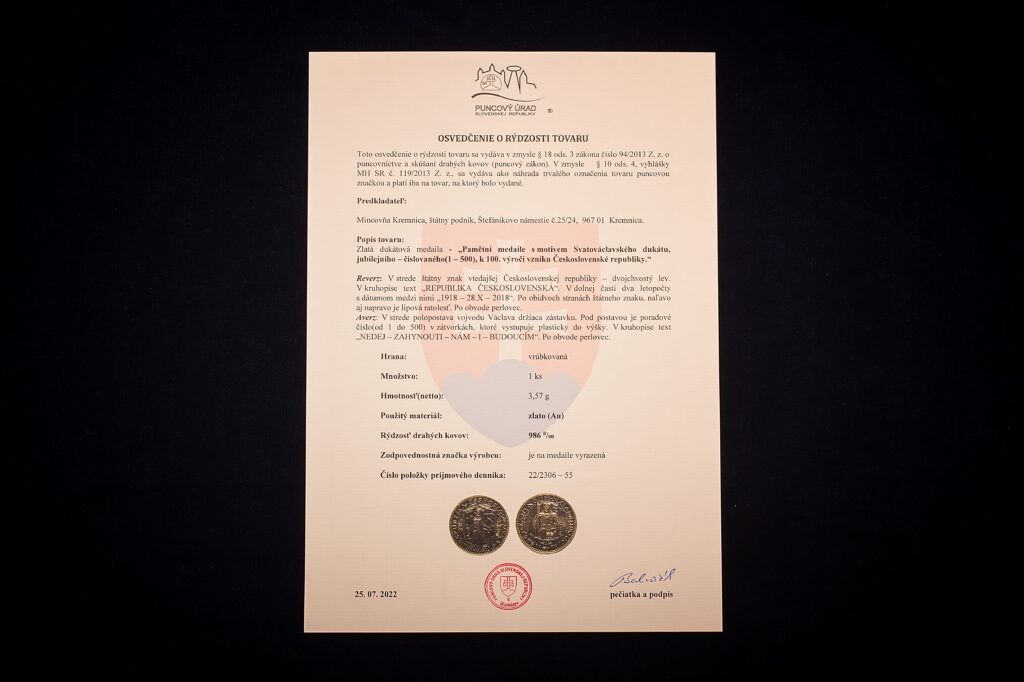 PUNCOVÝ ÚRAD
SLOVENSKEJ REPUBLIKY ®
OSVEDČENIE O RÝDZOSTI TOVARU
Toto osvedčenie o rýdzosti tovaru sa vydáva v zmysle § 18 ods. 3 zákona číslo 94/2013 Z. z. o
puncovníctve a skúšaní drahých kovov (puncový zákon). V zmysle § 10 ods. 4, vyhlášky
MH SR č. 119/2013 Z. z., sa vydáva ako náhrada trvalého označenia tovaru puncovou
značkou a platí iba na tovar, na ktorý bolo vydané.
Predkladateľ:
Mincovňa Kremnica, štátny podnik, Štefánikovo námestie č.25/24, 967 01 Kremnica.
Popis tovaru:
Zlatá dukátová medaila - „Pamětní medaile s motivem Svatováclavského dukátu,
jubilejního – číslovaného(1 – 500), k 100. výročí vzniku Československé republiky.“
Reverz: V strede štátny znak vtedajšej Československej republiky – dvojchvostý lev.
V kruhopise text „REPUBLIKA ČESKOSLOVENSKÁ“. V dolnej časti dva letopočty
s dátumom medzi nimi „1918 – 28.X – 2018“. Po obidvoch stranách štátneho znaku, naľavo
aj napravo je lipová ratolesť. Po obvode perlovec.
Averz: V strede polopostava vojvodu Václava držiaca zástavku. Pod postavou je poradové
číslo(od 1 do 500) v zátvorkách, ktoré vystupuje plasticky do výšky. V kruhopise text
„NEDEJ – ZAHYNOUTI – NÁM – I – BUDOUCÍM“. Po obvode perlovec.
Hrana: vrúbkovaná
Množstvo: 1 ks
Hmotnosť(netto): 3,57 g
Použitý materiál: zlato (Au)
Rýdzosť drahých kovov: 986 ⁰/₀₀
Zodpovednostná značka výrobcu: je na medaile vyrazená
Číslo položky príjmového denníka: 22/2306 – 55
PUNCOVÝ ÚRAD SLOVENSKEJ REPUBLIKY
25. 07. 2022
pečiatka a podpis